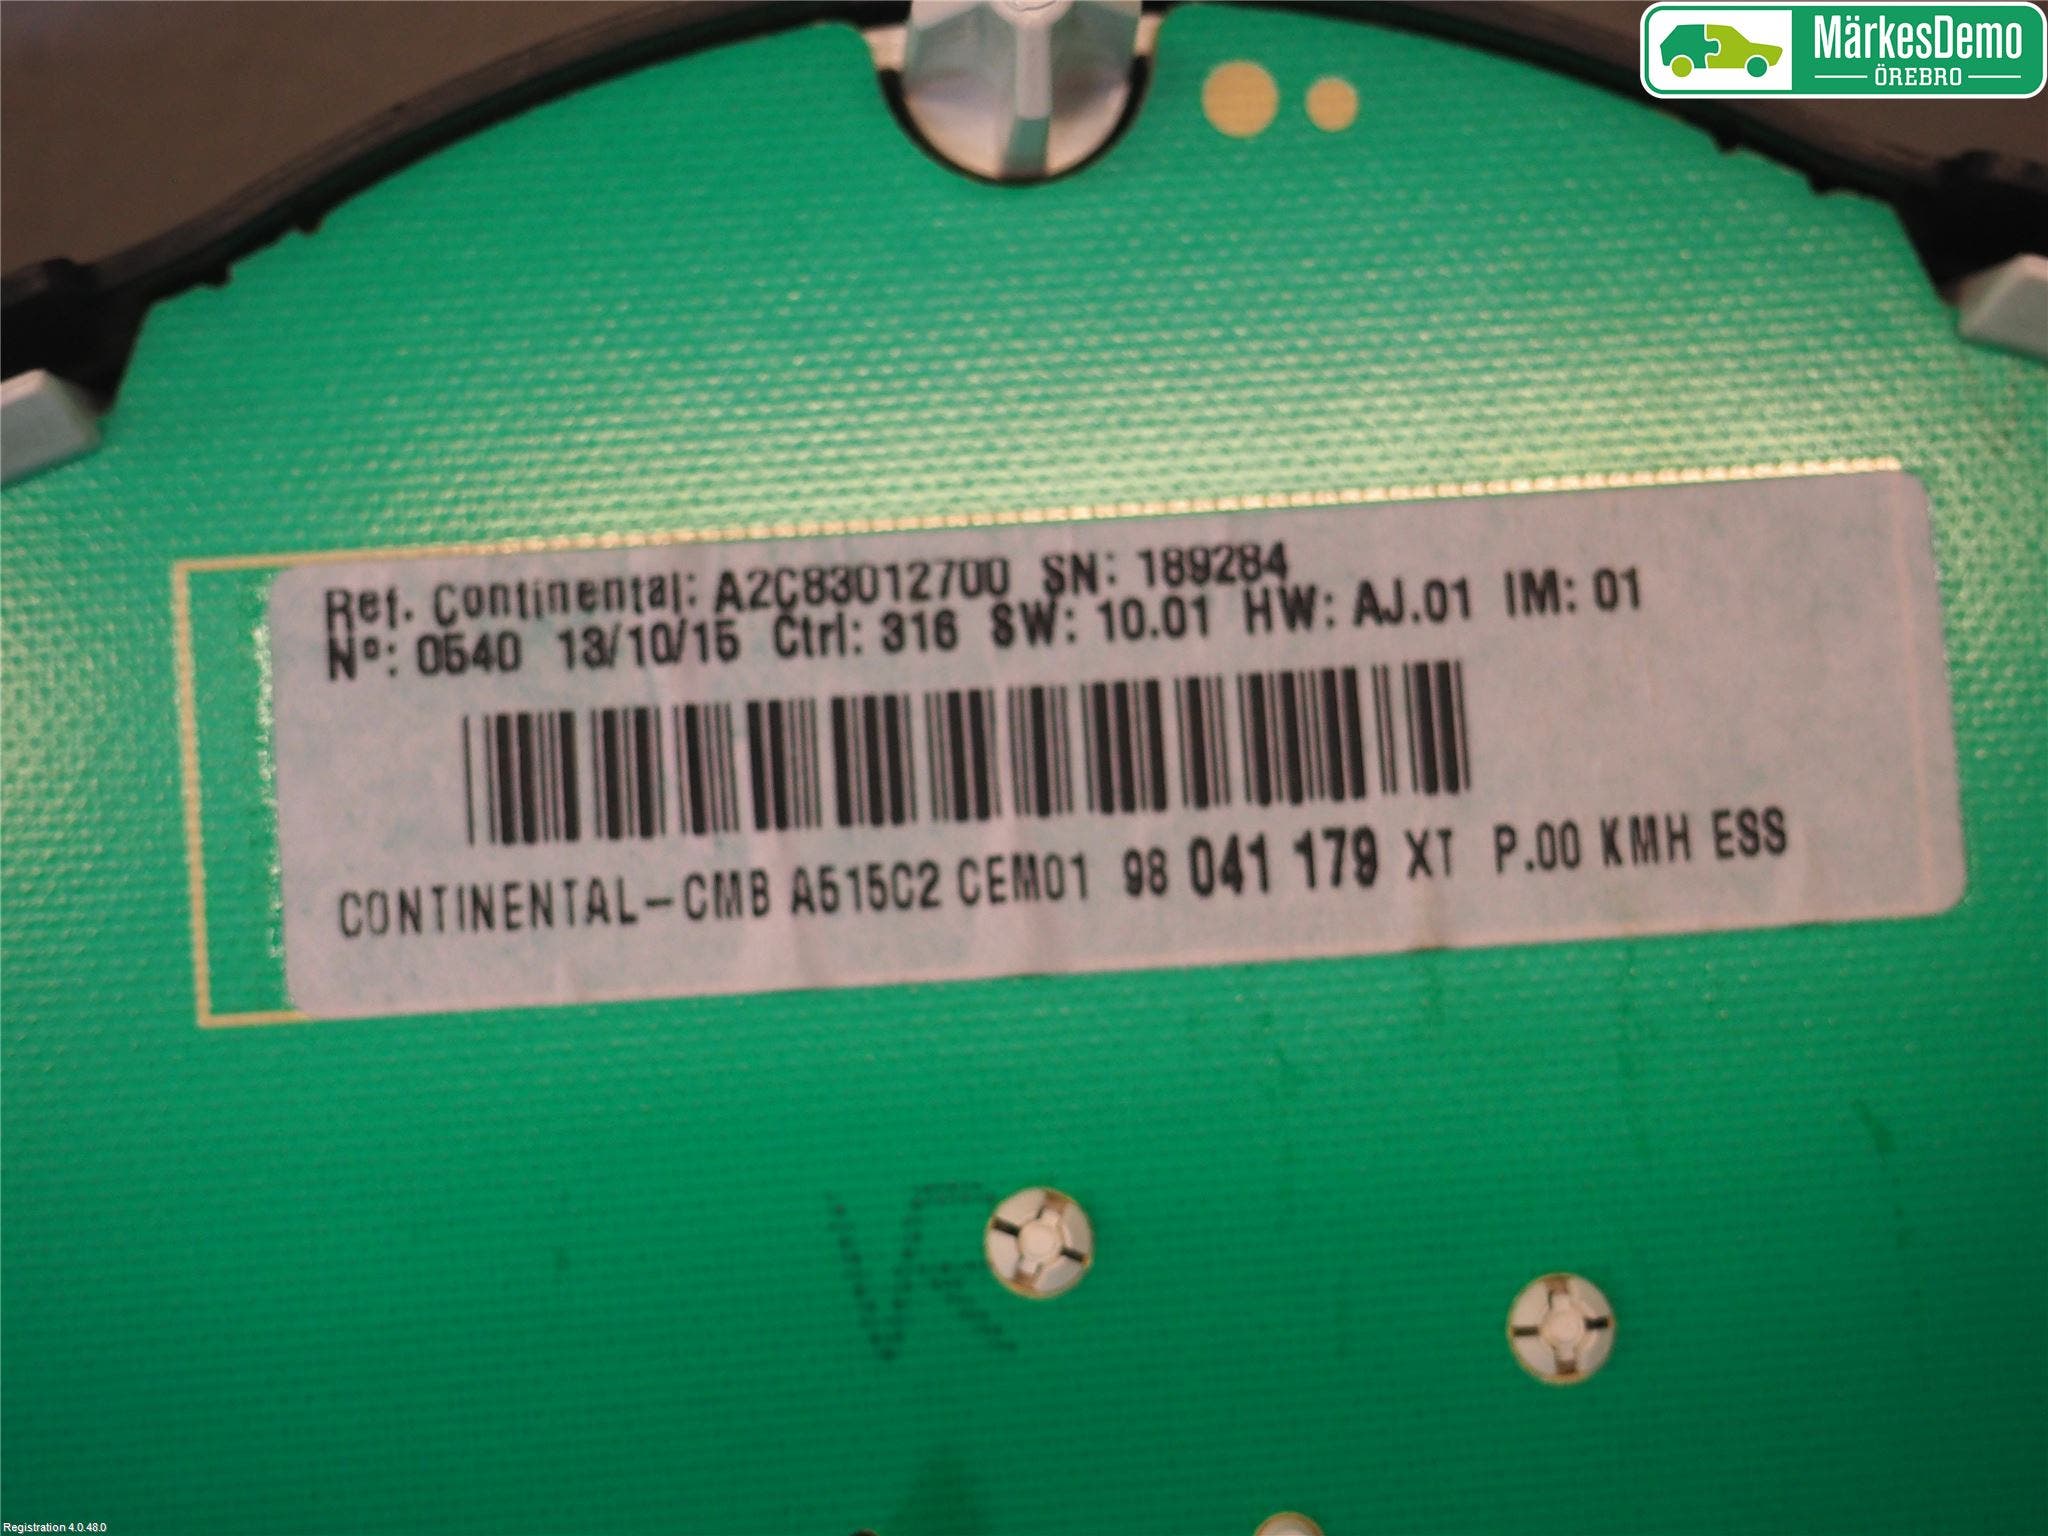 MärkesDemo
ÖREBRO
Ref. Continental: A2C83012700 SN: 189284
Nº: 0540 13/10/15 Ctrl: 316 SW: 10.01 HW: AJ.01 IM: 01
CONTINENTAL-CMB A515C2 CEM01 98 041 179 XT P.00 KMH ESS
VR
Registration 4.0.48.0